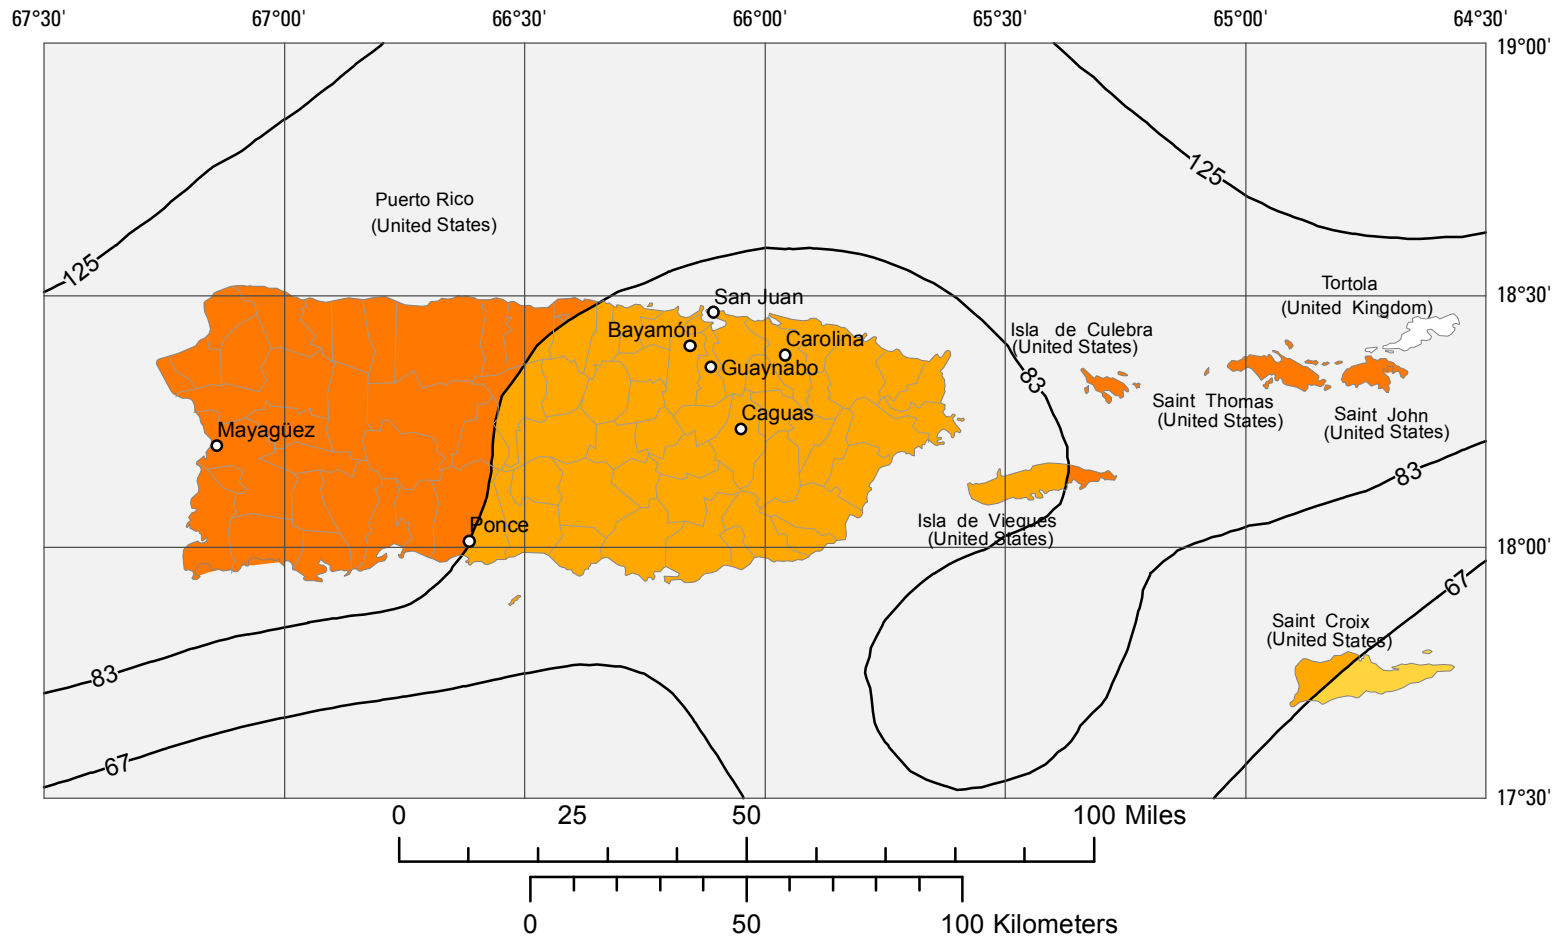 67°30' 67°00' 66°30' 66°00' 65°30' 65°00' 64°30'
19°00'
125
125
Puerto Rico
(United States)
Tortola
(United Kingdom)
18°30'
San Juan
Bayamón
Carolina
Guaynabo
Isla de Culebra
(United States)
83
Saint Thomas
(United States)
Saint John
(United States)
Caguas
Mayagüez
83
Ponce
Isla de Vieques
(United States)
18°00'
67
Saint Croix
(United States)
83
67
17°30'
0 25 50 100 Miles
0 50 100 Kilometers